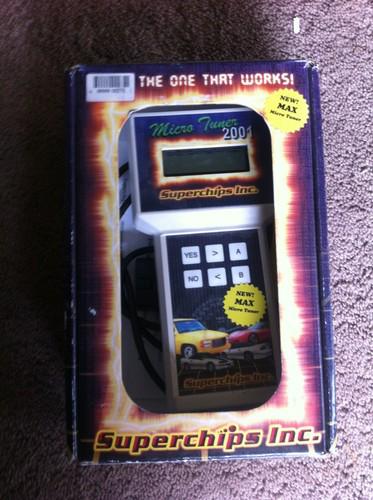 THE ONE THAT WORKS!
NEW!
MAX
Micro Tuner
Micro Tuner
2001
Superchips Inc.
YES > A
NO < B
NEW!
MAX
Micro Tuner
Superchips Inc.
Superchips Inc.